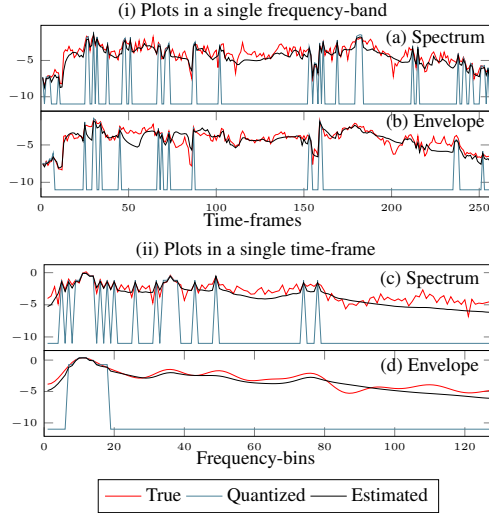 (i) Plots in a single frequency-band
(a) Spectrum
−5
−10
(b) Envelope
−5
−10
0 50 100 150 200 250
Time-frames
(ii) Plots in a single time-frame
(c) Spectrum
0
−5
−10
(d) Envelope
0
−5
−10
0 20 40 60 80 100 120
Frequency-bins
True Quantized Estimated